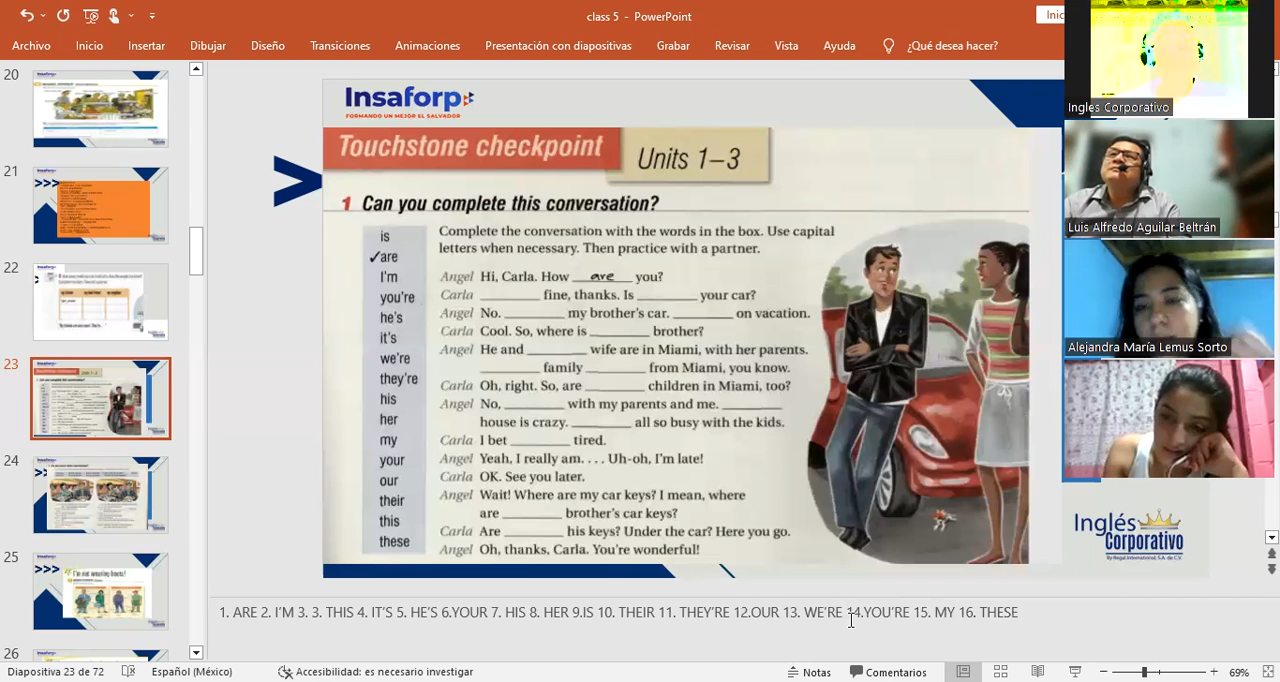 class 5 - PowerPoint
Inic
Archivo Inicio Insertar Dibujar Diseño Transiciones Animaciones Presentación con diapositivas Grabar Revisar Vista Ayuda ¿Qué desea hacer?
20
21
22
23
24
25
26
Insaforp
FORMANDO UN MEJOR EL SALVADOR
Touchstone checkpoint Units 1–3
1 Can you complete this conversation?
Complete the conversation with the words in the box. Use capital
letters when necessary. Then practice with a partner.
is
✓are
I'm
you're
he's
it's
we're
they're
his
her
my
your
our
their
this
these
Angel Hi, Carla. How are you?
Carla ________ fine, thanks. Is ________ your car?
Angel No. ________ my brother's car. ________ on vacation.
Carla Cool. So, where is ________ brother?
Angel He and ________ wife are in Miami, with her parents.
________ family ________ from Miami, you know.
Carla Oh, right. So, are ________ children in Miami, too?
Angel No, ________ with my parents and me. ________
house is crazy. ________ all so busy with the kids.
Carla I bet ________ tired.
Angel Yeah, I really am. . . . Uh-oh, I'm late!
Carla OK. See you later.
Angel Wait! Where are my car keys? I mean, where
are ________ brother's car keys?
Carla Are ________ his keys? Under the car? Here you go.
Angel Oh, thanks, Carla. You're wonderful!
Inglés
Corporativo
By Regal International, S.A. de C.V.
Ingles Corporativo
Luis Alfredo Aguilar Beltrán
Alejandra María Lemus Sorto
1. ARE 2. I'M 3. 3. THIS 4. IT'S 5. HE'S 6.YOUR 7. HIS 8. HER 9.IS 10. THEIR 11. THEY'RE 12.OUR 13. WE'RE 14.YOU'RE 15. MY 16. THESE
Diapositiva 23 de 72 Español (México) Accesibilidad: es necesario investigar Notas Comentarios 69%